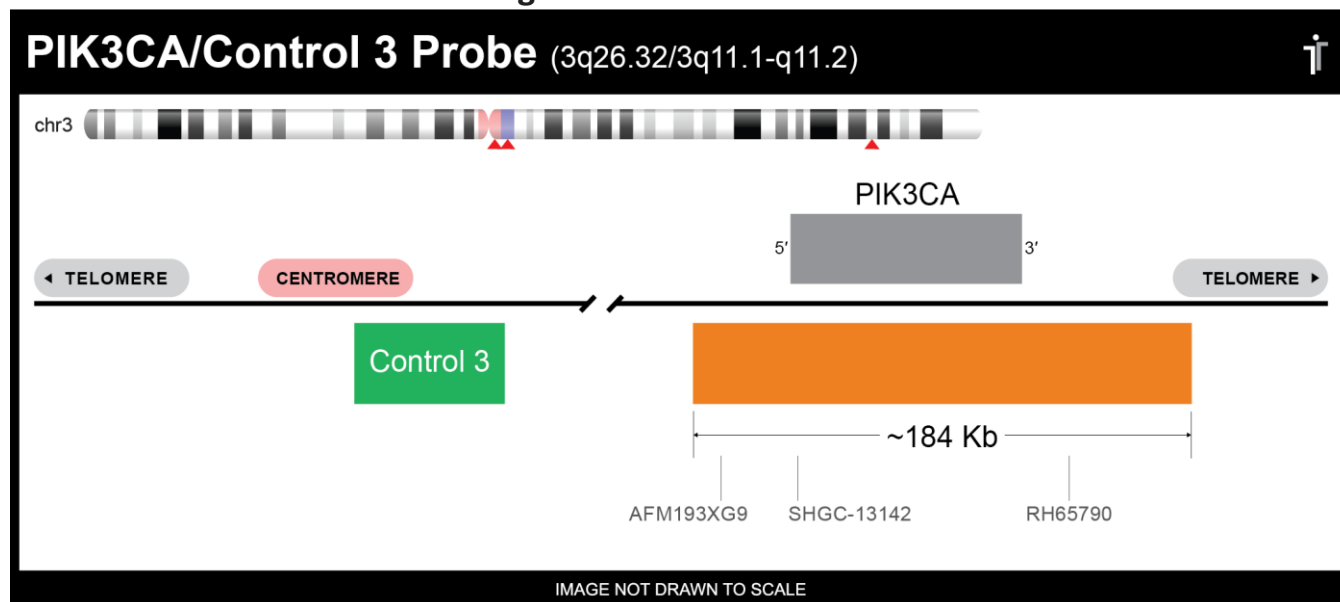 PIK3CA/Control 3 Probe (3q26.32/3q11.1-q11.2)
chr3
PIK3CA
5′ 3′
◄ TELOMERE CENTROMERE TELOMERE ►
Control 3
~184 Kb
AFM193XG9 SHGC-13142 RH65790
IMAGE NOT DRAWN TO SCALE